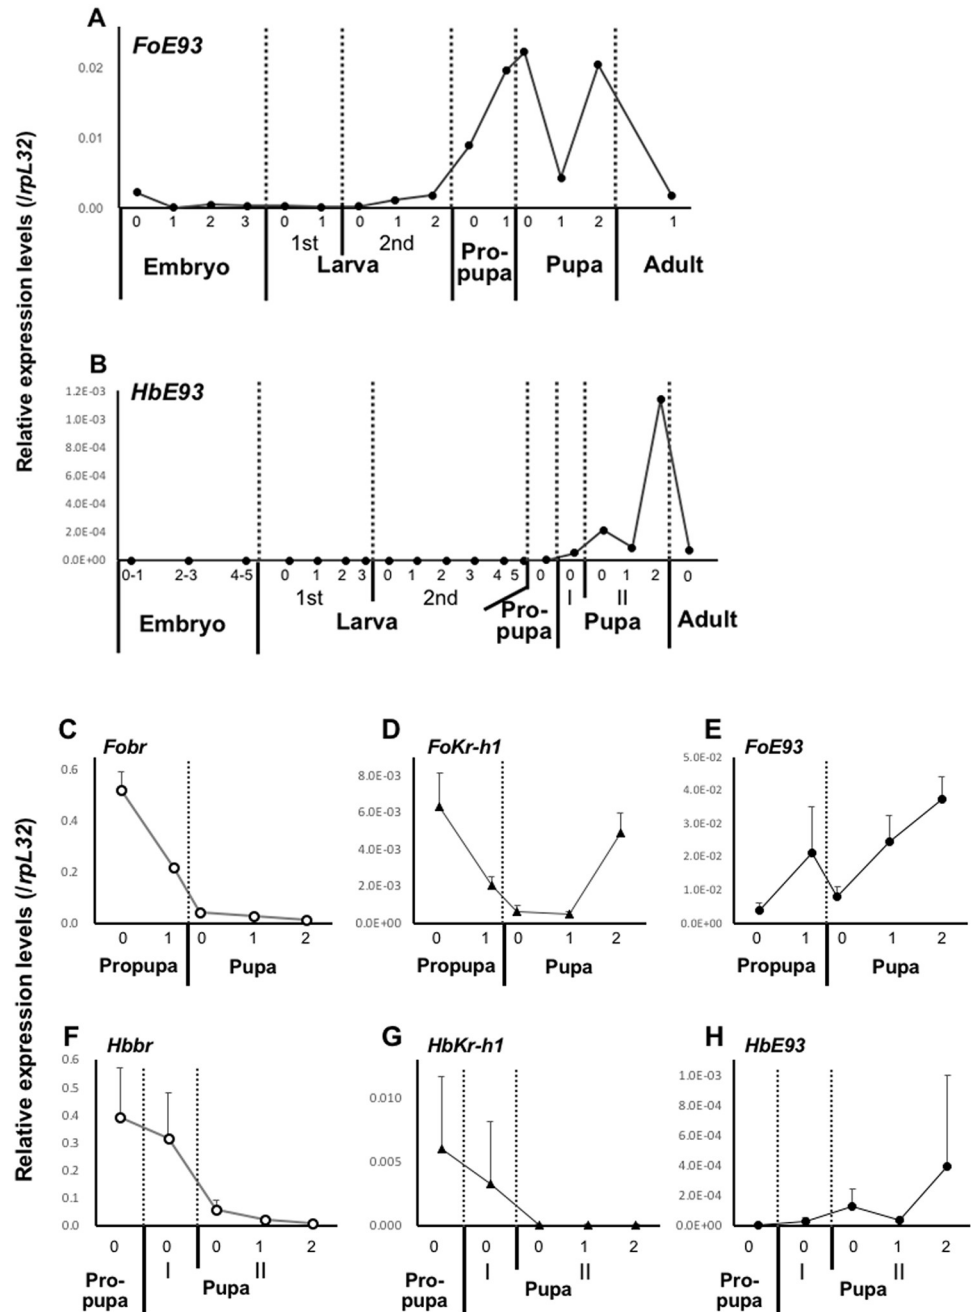 A
FoE93
0.02
0.01
0.00
0 1 2 3 0 1 0 1 2 0 1 0 1 2 1
1st 2nd
Embryo Larva Pro-
pupa Pupa Adult
Relative expression levels (/rpL32)
B
HbE93
1.2E-03
1.0E-03
8.0E-04
6.0E-04
4.0E-04
2.0E-04
0.0E+00
0-1 2-3 4-5 0 1 2 3 0 1 2 3 4 5 0 0 0 1 2 0
1st 2nd I II
Embryo Larva Pro-
pupa Pupa Adult
C
Fobr
0.6
0.4
0.2
0.0
0 1 0 1 2
Propupa Pupa
D
FoKr-h1
8.0E-03
6.0E-03
4.0E-03
2.0E-03
0.0E+00
0 1 0 1 2
Propupa Pupa
E
FoE93
5.0E-02
4.0E-02
3.0E-02
2.0E-02
1.0E-02
0.0E+00
0 1 0 1 2
Propupa Pupa
Relative expression levels (/rpL32)
F
Hbbr
0.6
0.5
0.4
0.3
0.2
0.1
0.0
0 0 0 1 2
I II
Pro-
pupa Pupa
G
HbKr-h1
0.010
0.005
0.000
0 0 0 1 2
I II
Pro-
pupa Pupa
H
HbE93
1.0E-03
8.0E-04
6.0E-04
4.0E-04
2.0E-04
0.0E+00
0 0 0 1 2
I II
Pro-
pupa Pupa